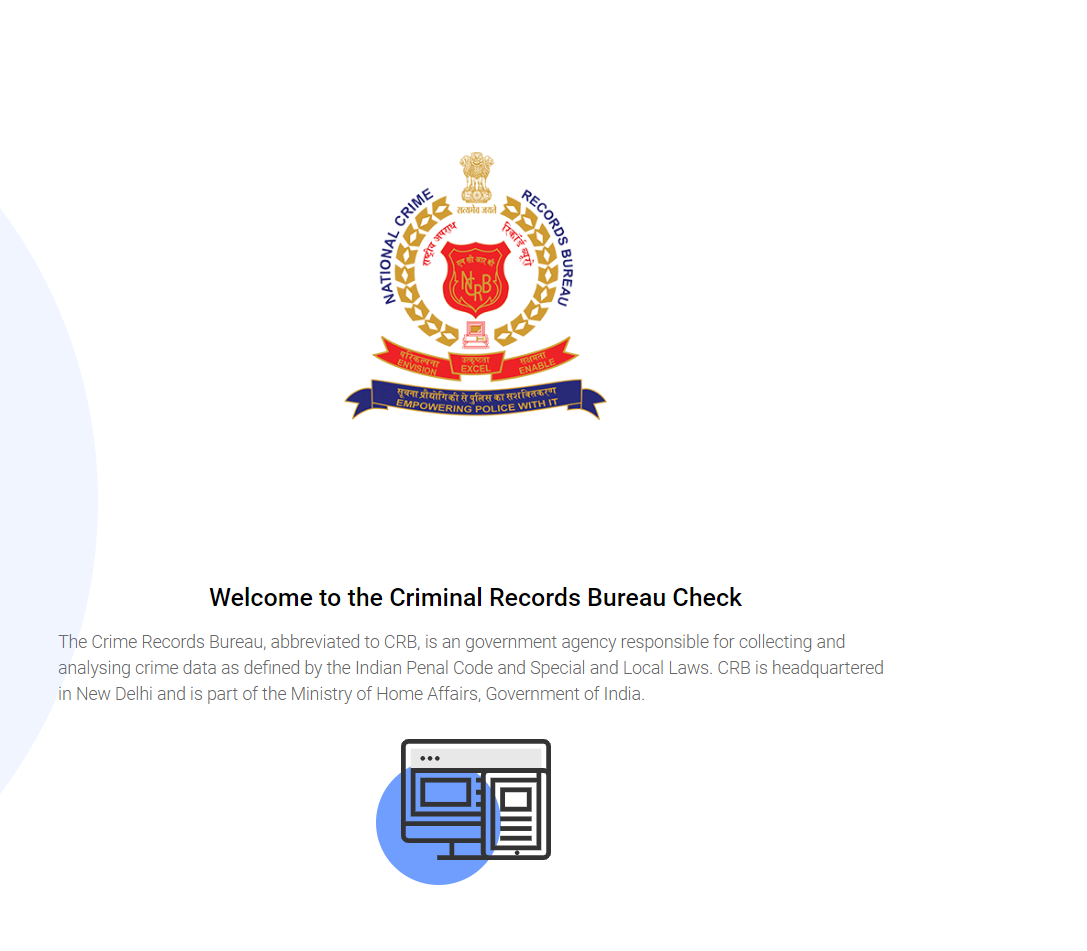 सत्यमेव जयते
NATIONAL CRIME RECORDS BUREAU
राष्ट्रीय अपराध रिकॉर्ड ब्यूरो
एन सी आर बी
NCRB
परिकल्पना उत्कृष्टता सक्षमता
ENVISION EXCEL ENABLE
सूचना प्रौद्योगिकी से पुलिस का सशक्तिकरण
EMPOWERING POLICE WITH IT
Welcome to the Criminal Records Bureau Check
The Crime Records Bureau, abbreviated to CRB, is an government agency responsible for collecting and
analysing crime data as defined by the Indian Penal Code and Special and Local Laws. CRB is headquartered
in New Delhi and is part of the Ministry of Home Affairs, Government of India.